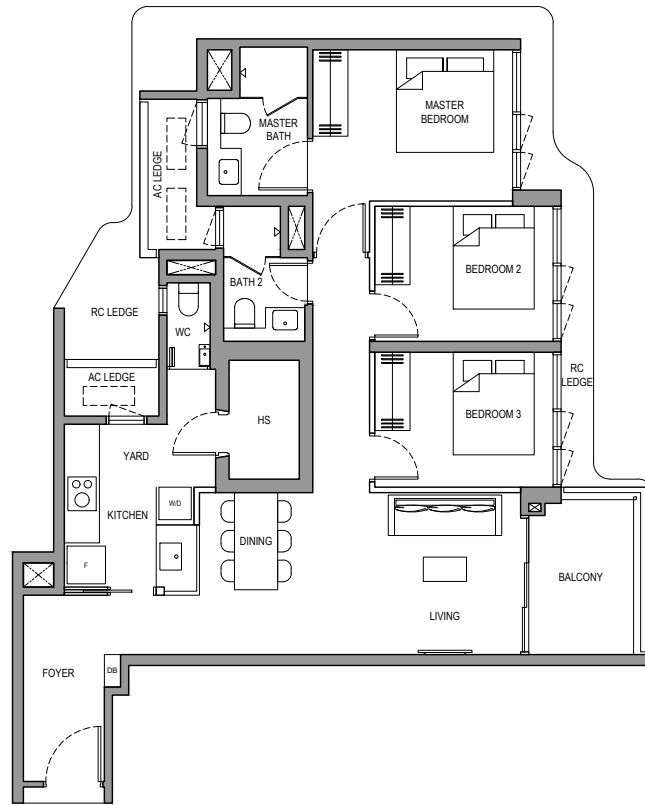 MASTER
BEDROOM
MASTER
BATH
AC LEDGE
BEDROOM 2
BATH 2
RC LEDGE
WC
RC
LEDGE
AC LEDGE
BEDROOM 3
HS
YARD
W/D
KITCHEN
DINING
F
BALCONY
LIVING
FOYER
DB